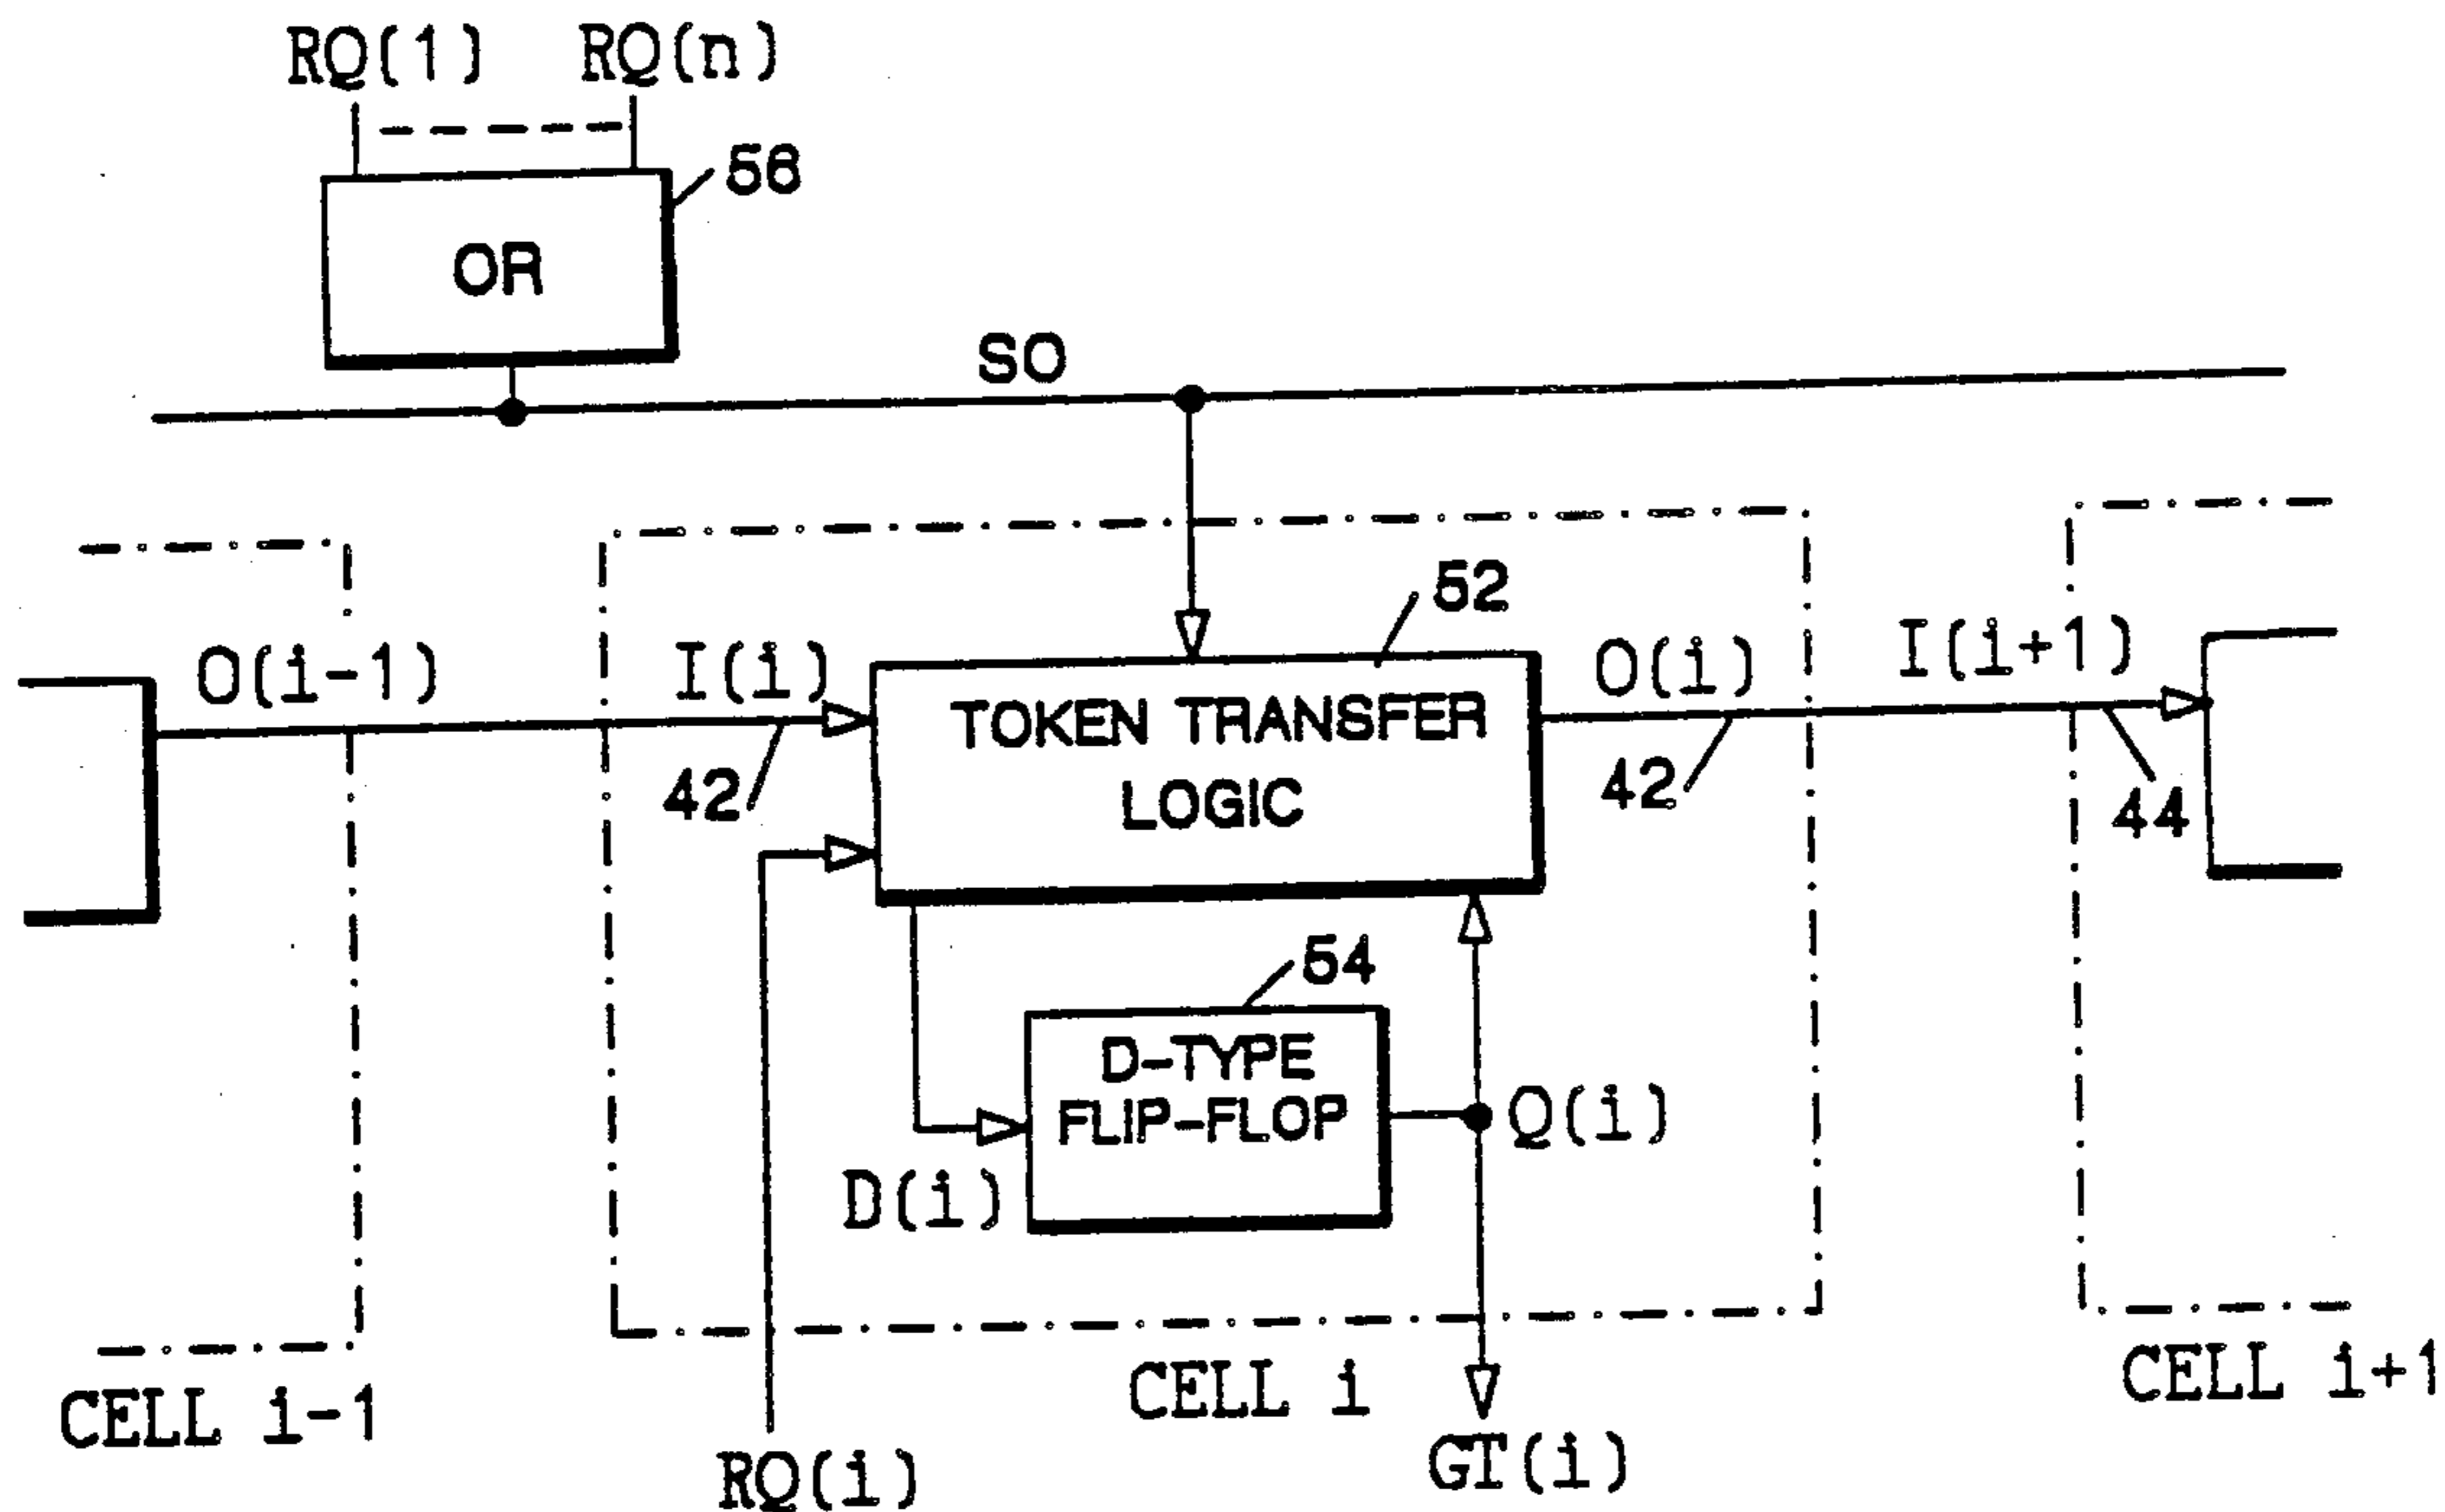 RQ(1) RQ(n)
56
OR
SO
52
O(i-1)
I(i)
O(i)
I(i+1)
TOKEN TRANSFER
LOGIC
42
42
44
54
D-TYPE
FLIP-FLOP
D(i)
Q(i)
CELL i-1
CELL i
CELL i+1
RQ(i)
GT(i)